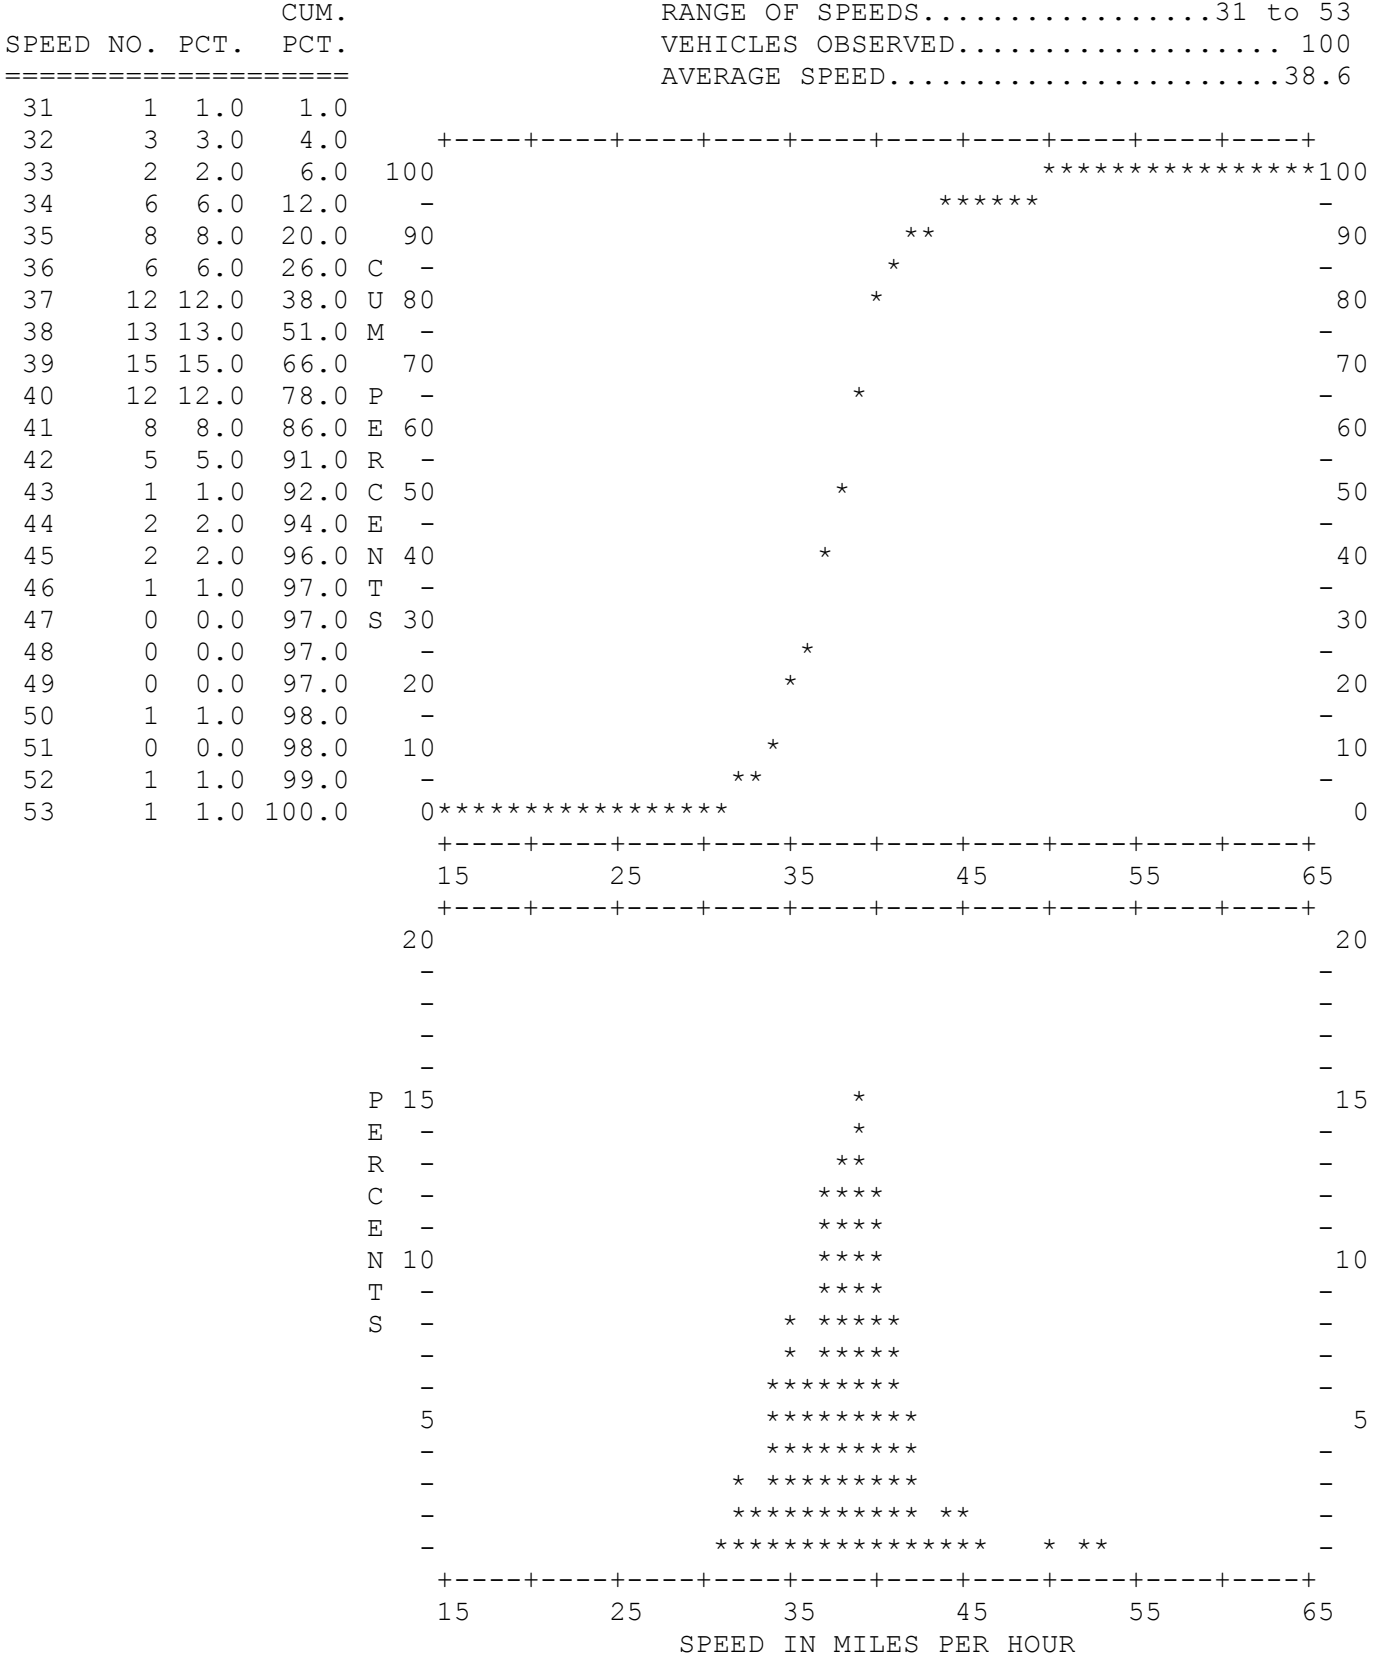 CUM.                  RANGE OF SPEEDS.................31 to 53
SPEED NO. PCT.  PCT.                  VEHICLES OBSERVED................... 100
====================                  AVERAGE SPEED.......................38.6
 31     1  1.0   1.0
 32     3  3.0   4.0     +----+----+----+----+----+----+----+----+----+----+
 33     2  2.0   6.0  100                                   ****************100
 34     6  6.0  12.0    -                             ******                -
 35     8  8.0  20.0   90                           **                       90
 36     6  6.0  26.0 C  -                          *                        -
 37    12 12.0  38.0 U 80                         *                          80
 38    13 13.0  51.0 M  -                                                   -
 39    15 15.0  66.0   70                                                    70
 40    12 12.0  78.0 P  -                        *                          -
 41     8  8.0  86.0 E 60                                                    60
 42     5  5.0  91.0 R  -                                                   -
 43     1  1.0  92.0 C 50                       *                            50
 44     2  2.0  94.0 E  -                                                   -
 45     2  2.0  96.0 N 40                      *                             40
 46     1  1.0  97.0 T  -                                                   -
 47     0  0.0  97.0 S 30                                                    30
 48     0  0.0  97.0    -                     *                             -
 49     0  0.0  97.0   20                    *                               20
 50     1  1.0  98.0    -                                                   -
 51     0  0.0  98.0   10                   *                                10
 52     1  1.0  99.0    -                 **                                -
 53     1  1.0 100.0    0*****************                                    0
                         +----+----+----+----+----+----+----+----+----+----+
                         15        25        35        45        55        65
                         +----+----+----+----+----+----+----+----+----+----+
                       20                                                    20
                        -                                                   -
                        -                                                   -
                        -                                                   -
                        -                                                   -
                     P 15                        *                           15
                     E  -                        *                          -
                     R  -                       **                          -
                     C  -                      ****                         -
                     E  -                      ****                         -
                     N 10                      ****                          10
                     T  -                      ****                         -
                     S  -                    * *****                        -
                        -                    * *****                        -
                        -                   ********                        -
                        5                   *********                         5
                        -                   *********                       -
                        -                 * *********                       -
                        -                 *********** **                    -
                        -                ****************   * **            -
                         +----+----+----+----+----+----+----+----+----+----+
                         15        25        35        45        55        65
                                       SPEED IN MILES PER HOUR